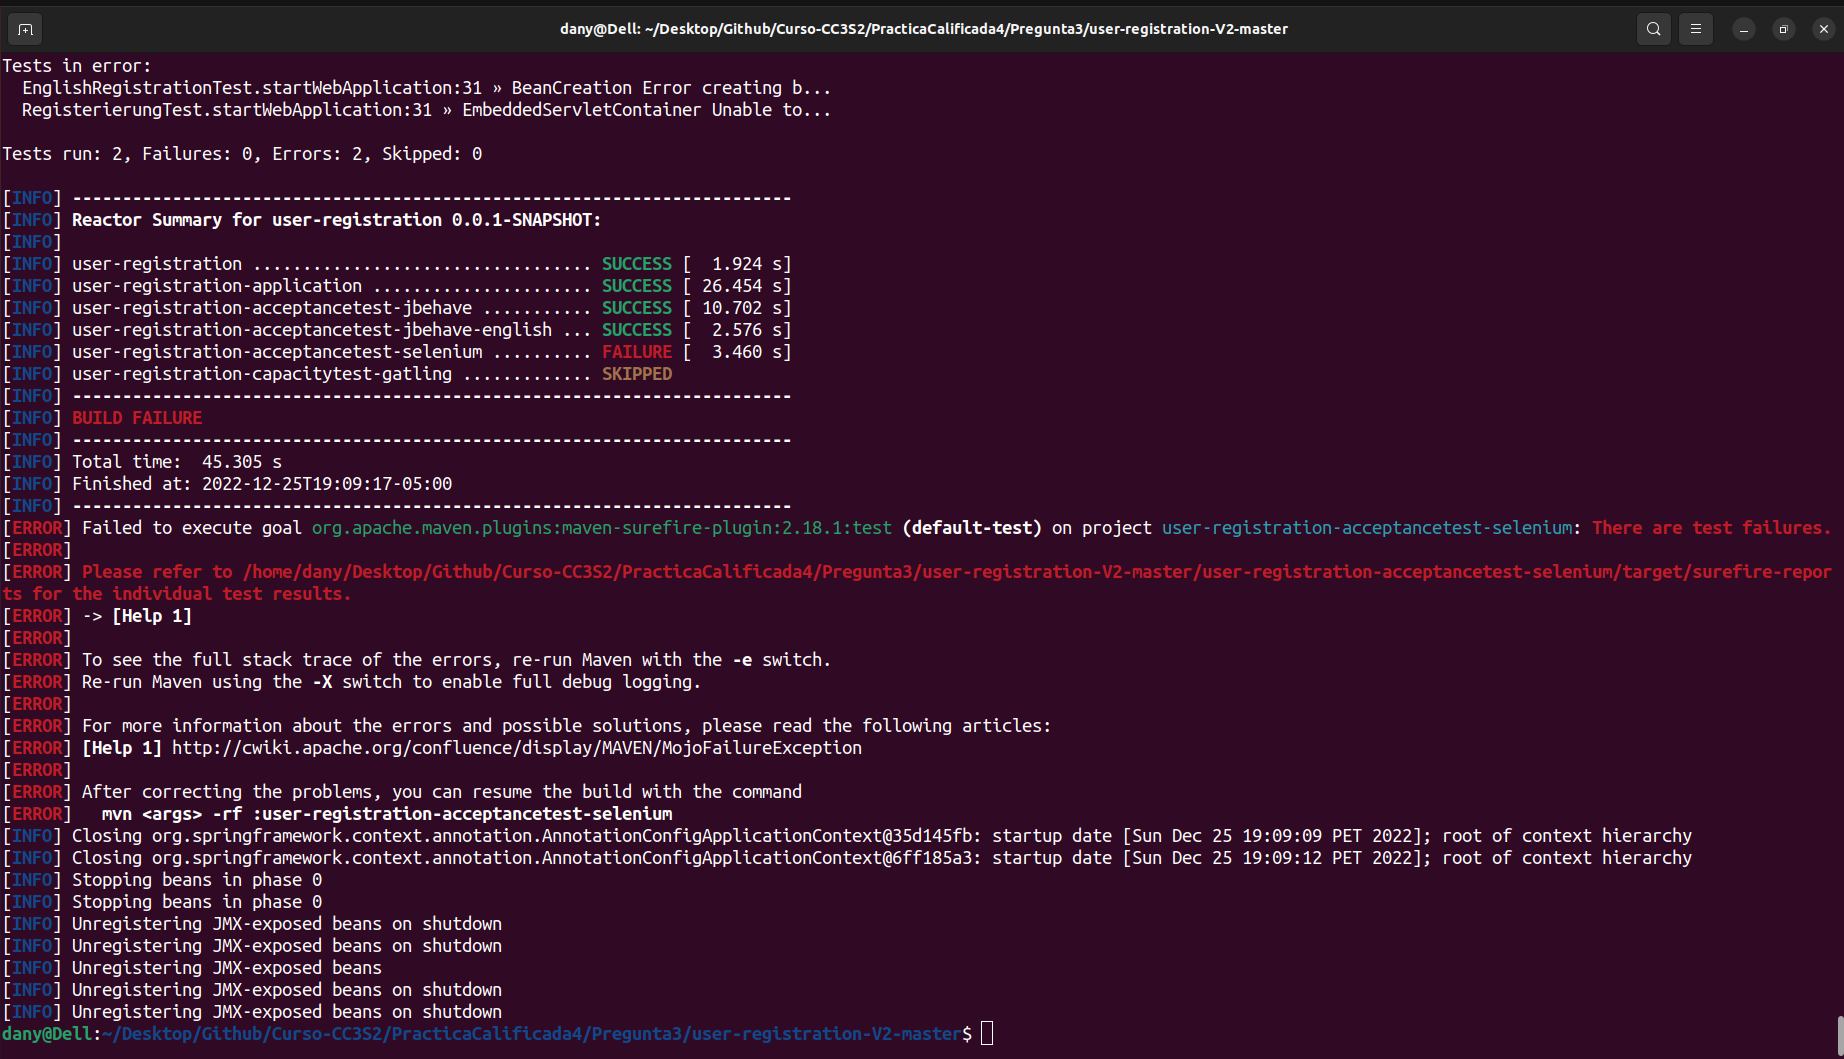 dany@Dell: ~/Desktop/Github/Curso-CC3S2/PracticaCalificada4/Pregunta3/user-registration-V2-master
Tests in error:
  EnglishRegistrationTest.startWebApplication:31 » BeanCreation Error creating b...
  RegisterierungTest.startWebApplication:31 » EmbeddedServletContainer Unable to...
Tests run: 2, Failures: 0, Errors: 2, Skipped: 0
[INFO] ------------------------------------------------------------------------
[INFO] Reactor Summary for user-registration 0.0.1-SNAPSHOT:
[INFO]
[INFO] user-registration .................................. SUCCESS [  1.924 s]
[INFO] user-registration-application ...................... SUCCESS [ 26.454 s]
[INFO] user-registration-acceptancetest-jbehave ........... SUCCESS [ 10.702 s]
[INFO] user-registration-acceptancetest-jbehave-english ... SUCCESS [  2.576 s]
[INFO] user-registration-acceptancetest-selenium .......... FAILURE [  3.460 s]
[INFO] user-registration-capacitytest-gatling ............. SKIPPED
[INFO] ------------------------------------------------------------------------
[INFO] BUILD FAILURE
[INFO] ------------------------------------------------------------------------
[INFO] Total time:  45.305 s
[INFO] Finished at: 2022-12-25T19:09:17-05:00
[INFO] ------------------------------------------------------------------------
[ERROR] Failed to execute goal org.apache.maven.plugins:maven-surefire-plugin:2.18.1:test (default-test) on project user-registration-acceptancetest-selenium: There are test failures.
[ERROR]
[ERROR] Please refer to /home/dany/Desktop/Github/Curso-CC3S2/PracticaCalificada4/Pregunta3/user-registration-V2-master/user-registration-acceptancetest-selenium/target/surefire-repor
ts for the individual test results.
[ERROR] -> [Help 1]
[ERROR]
[ERROR] To see the full stack trace of the errors, re-run Maven with the -e switch.
[ERROR] Re-run Maven using the -X switch to enable full debug logging.
[ERROR]
[ERROR] For more information about the errors and possible solutions, please read the following articles:
[ERROR] [Help 1] http://cwiki.apache.org/confluence/display/MAVEN/MojoFailureException
[ERROR]
[ERROR] After correcting the problems, you can resume the build with the command
[ERROR]   mvn <args> -rf :user-registration-acceptancetest-selenium
[INFO] Closing org.springframework.context.annotation.AnnotationConfigApplicationContext@35d145fb: startup date [Sun Dec 25 19:09:09 PET 2022]; root of context hierarchy
[INFO] Closing org.springframework.context.annotation.AnnotationConfigApplicationContext@6ff185a3: startup date [Sun Dec 25 19:09:12 PET 2022]; root of context hierarchy
[INFO] Stopping beans in phase 0
[INFO] Stopping beans in phase 0
[INFO] Unregistering JMX-exposed beans on shutdown
[INFO] Unregistering JMX-exposed beans on shutdown
[INFO] Unregistering JMX-exposed beans
[INFO] Unregistering JMX-exposed beans on shutdown
[INFO] Unregistering JMX-exposed beans on shutdown
dany@Dell:~/Desktop/Github/Curso-CC3S2/PracticaCalificada4/Pregunta3/user-registration-V2-master$